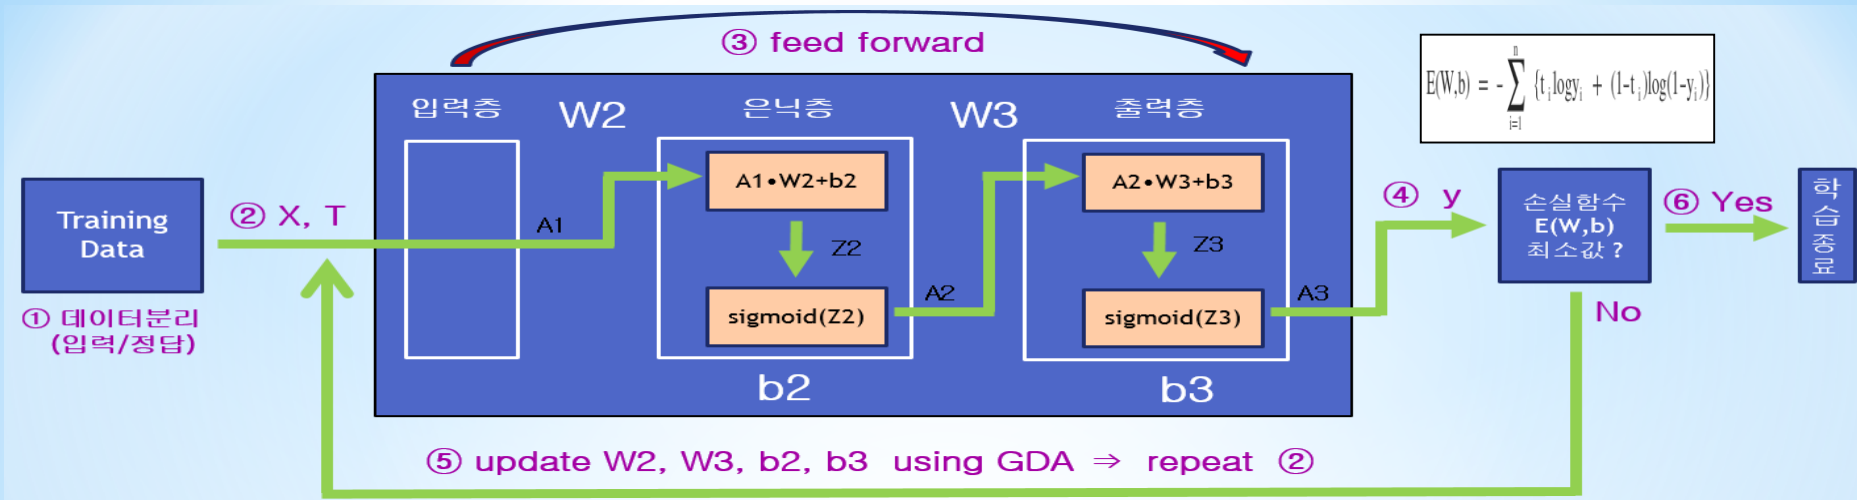 ③ feed forward
E(W,b) = -∑ {t_i logy_i + (1-t_i)log(1-y_i)}
n
i=1
입력층
W2
은닉층
W3
출력층
A1•W2+b2
A2•W3+b3
Training
Data
② X, T
A1
Z2
Z3
④ y
손실함수
E(W,b)
최소값 ?
⑥ Yes
학
습
종
료
sigmoid(Z2)
A2
sigmoid(Z3)
A3
① 데이터분리
(입력/정답)
No
b2
b3
⑤ update W2, W3, b2, b3 using GDA ⇒ repeat ②